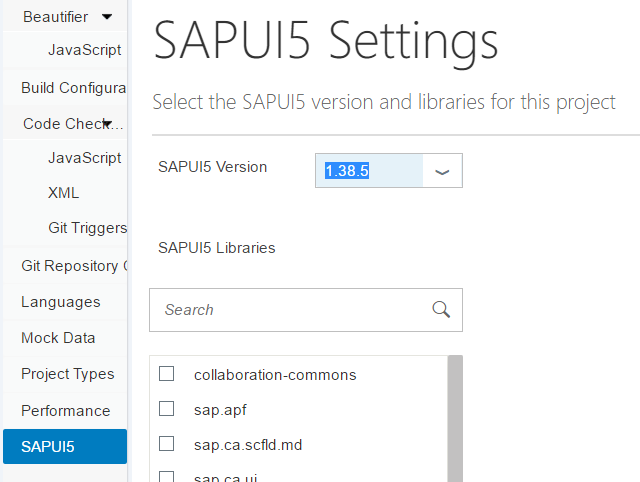 Beautifier
JavaScript
Build Configura
Code Check...
JavaScript
XML
Git Triggers
Git Repository
Languages
Mock Data
Project Types
Performance
SAPUI5
SAPUI5 Settings
Select the SAPUI5 version and libraries for this project
SAPUI5 Version
1.38.5
SAPUI5 Libraries
Search
collaboration-commons
sap.apf
sap.ca.scfld.md
sap.ca.ui